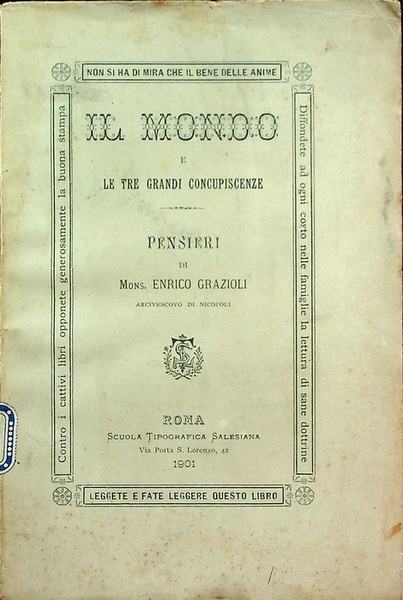 NON SI HA DI MIRA CHE IL BENE DELLE ANIME
Contro i cattivi libri opponete generosamente la buona stampa
Diffondete ad ogni costo nelle famiglie la lettura di sane dottrine
IL MONDO
E
LE TRE GRANDI CONCUPISCENZE
PENSIERI
DI
MONS. ENRICO GRAZIOLI
ARCIVESCOVO DI NICOPOLI
ROMA
SCUOLA TIPOGRAFICA SALESIANA
Via Porta S. Lorenzo, 42
1901
LEGGETE E FATE LEGGERE QUESTO LIBRO